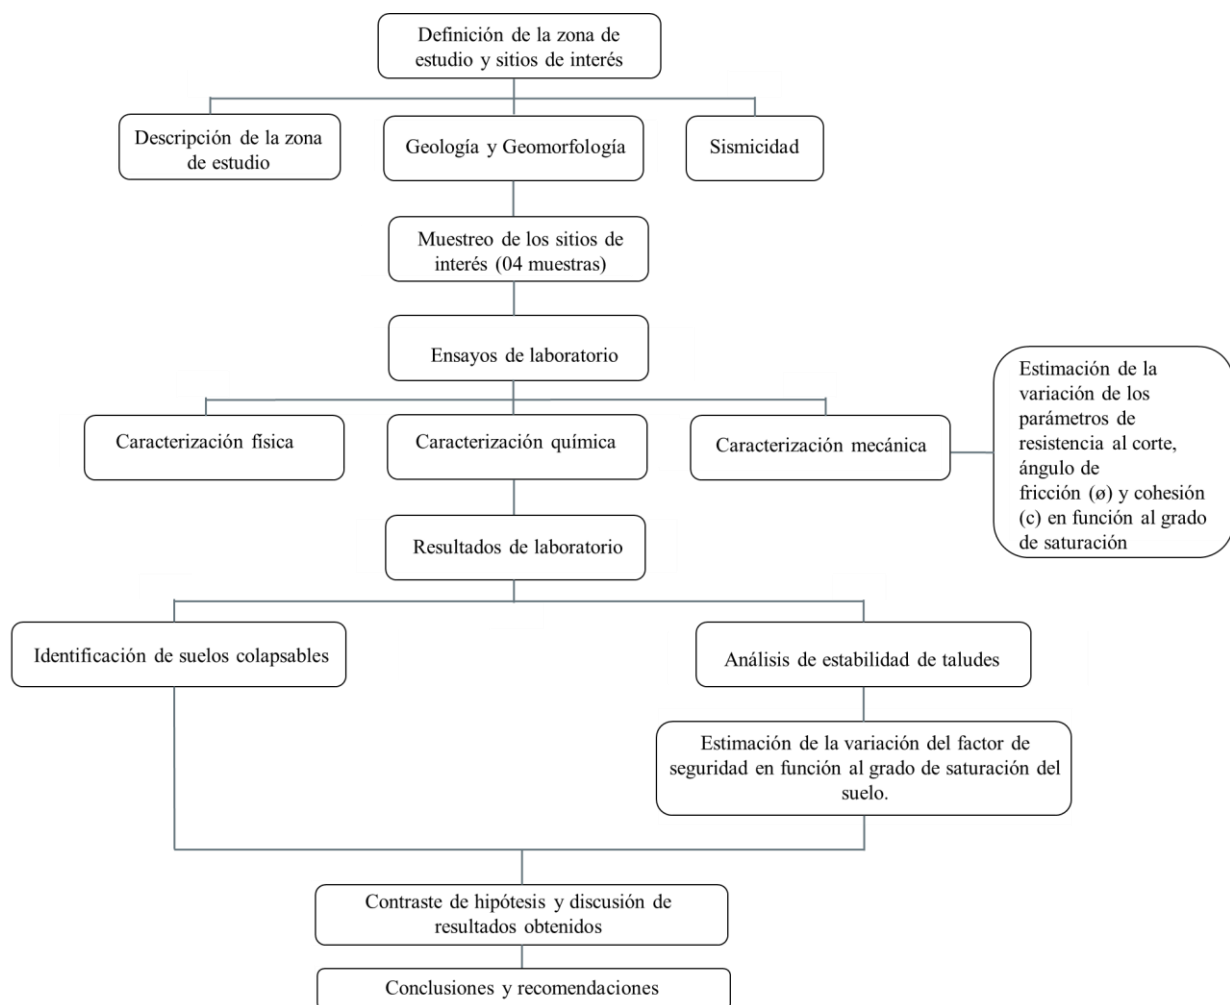 Definición de la zona de
estudio y sitios de interés
Descripción de la zona
de estudio
Geología y Geomorfología
Sismicidad
Muestreo de los sitios de
interés (04 muestras)
Ensayos de laboratorio
Caracterización física
Caracterización química
Caracterización mecánica
Estimación de la
variación de los
parámetros de
resistencia al corte,
ángulo de
fricción (ø) y cohesión
(c) en función al grado
de saturación
Resultados de laboratorio
Identificación de suelos colapsables
Análisis de estabilidad de taludes
Estimación de la variación del factor de
seguridad en función al grado de saturación del
suelo.
Contraste de hipótesis y discusión de
resultados obtenidos
Conclusiones y recomendaciones